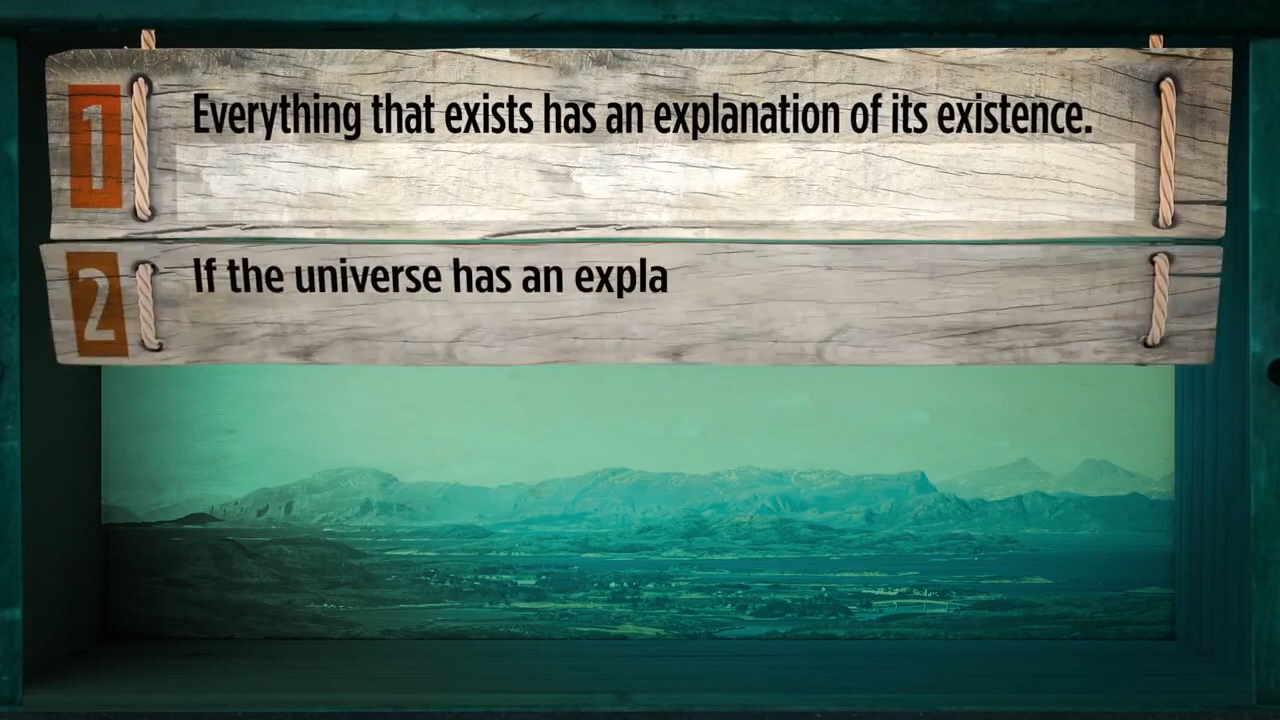 1 Everything that exists has an explanation of its existence.
2 If the universe has an expla